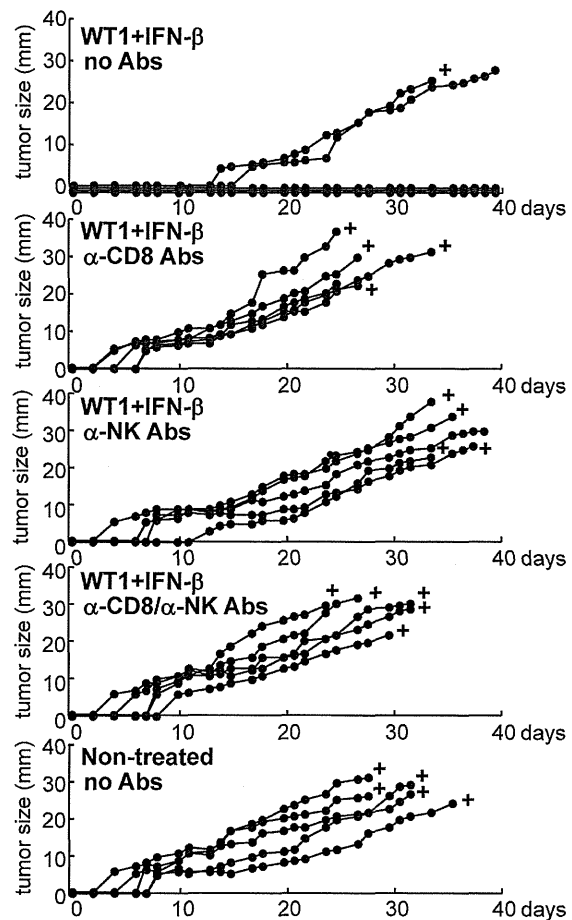 40
WT1+IFN-β
no Abs
30
20
10
0
tumor size (mm)
+
0 10 20 30 40 days
40
WT1+IFN-β
α-CD8 Abs
30
20
10
0
tumor size (mm)
+ + + +
0 10 20 30 40 days
40
WT1+IFN-β
α-NK Abs
30
20
10
0
tumor size (mm)
+ + + +
0 10 20 30 40 days
40
WT1+IFN-β
α-CD8/α-NK Abs
30
20
10
0
tumor size (mm)
+ + + + +
0 10 20 30 40 days
40
Non-treated
no Abs
30
20
10
0
tumor size (mm)
+ + + + +
0 10 20 30 40 days